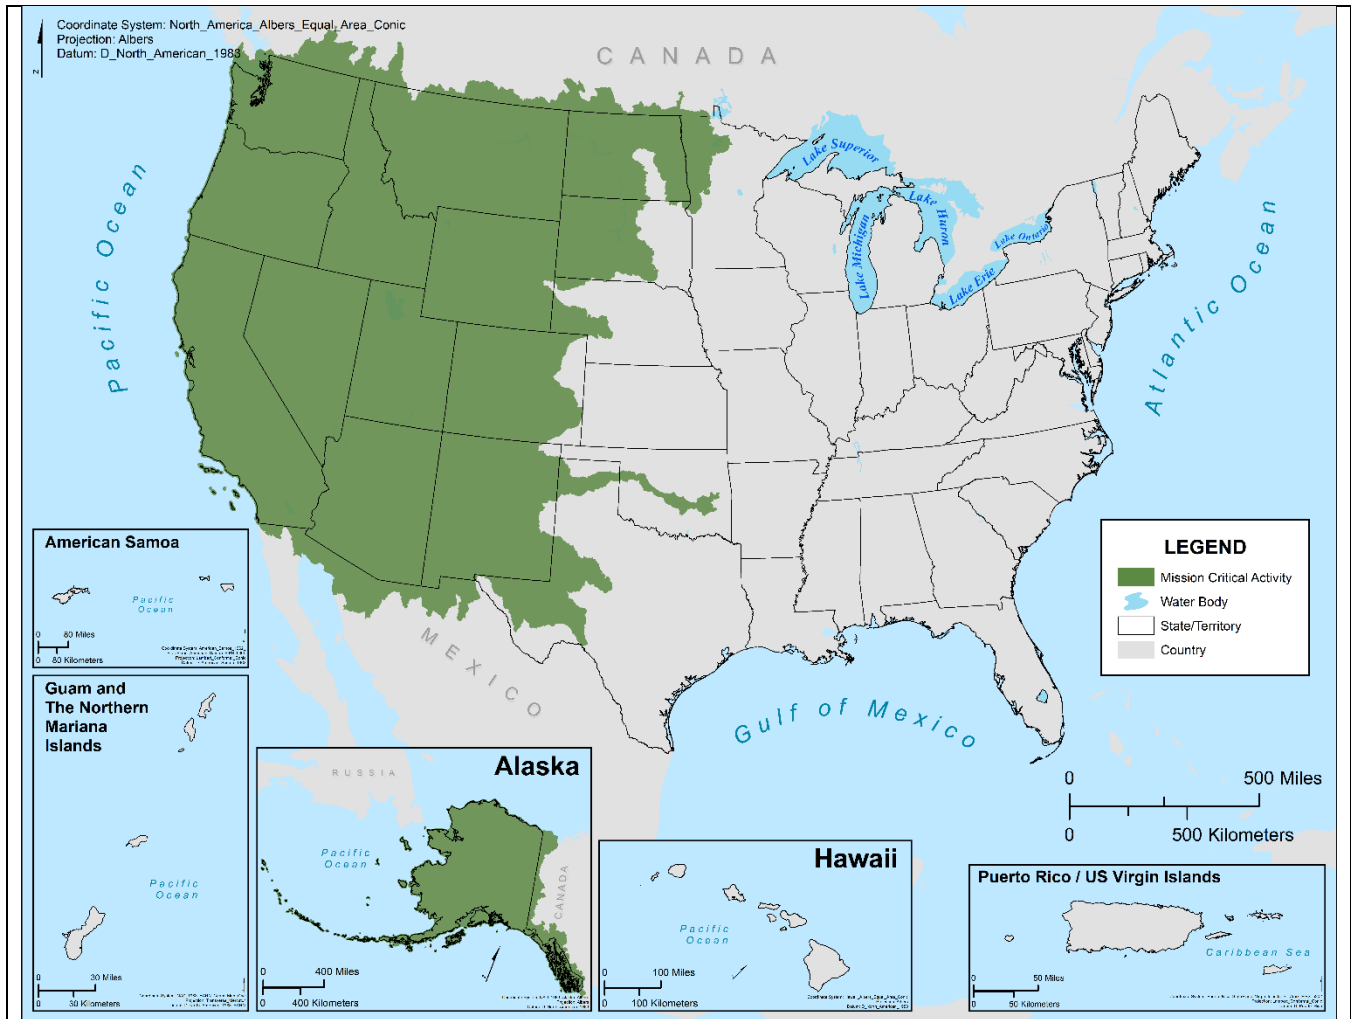 Coordinate System: North_America_Albers_Equal_Area_Conic
Projection: Albers
Datum: D_North_American_1983
N
CANADA
Pacific Ocean
Lake Superior
Lake Michigan
Lake Huron
Lake Ontario
Lake Erie
Atlantic Ocean
MEXICO
Gulf of Mexico
LEGEND
Mission Critical Activity
Water Body
State/Territory
Country
0 500 Miles
0 500 Kilometers
American Samoa
Pacific
Ocean
0 80 Miles
0 80 Kilometers
Guam and
The Northern
Mariana
Islands
Pacific
Ocean
0 30 Miles
0 30 Kilometers
Alaska
RUSSIA
Pacific
Ocean
CANADA
0 400 Miles
0 400 Kilometers
Hawaii
Pacific
Ocean
0 100 Miles
0 100 Kilometers
Puerto Rico / US Virgin Islands
Caribbean Sea
0 50 Miles
0 50 Kilometers